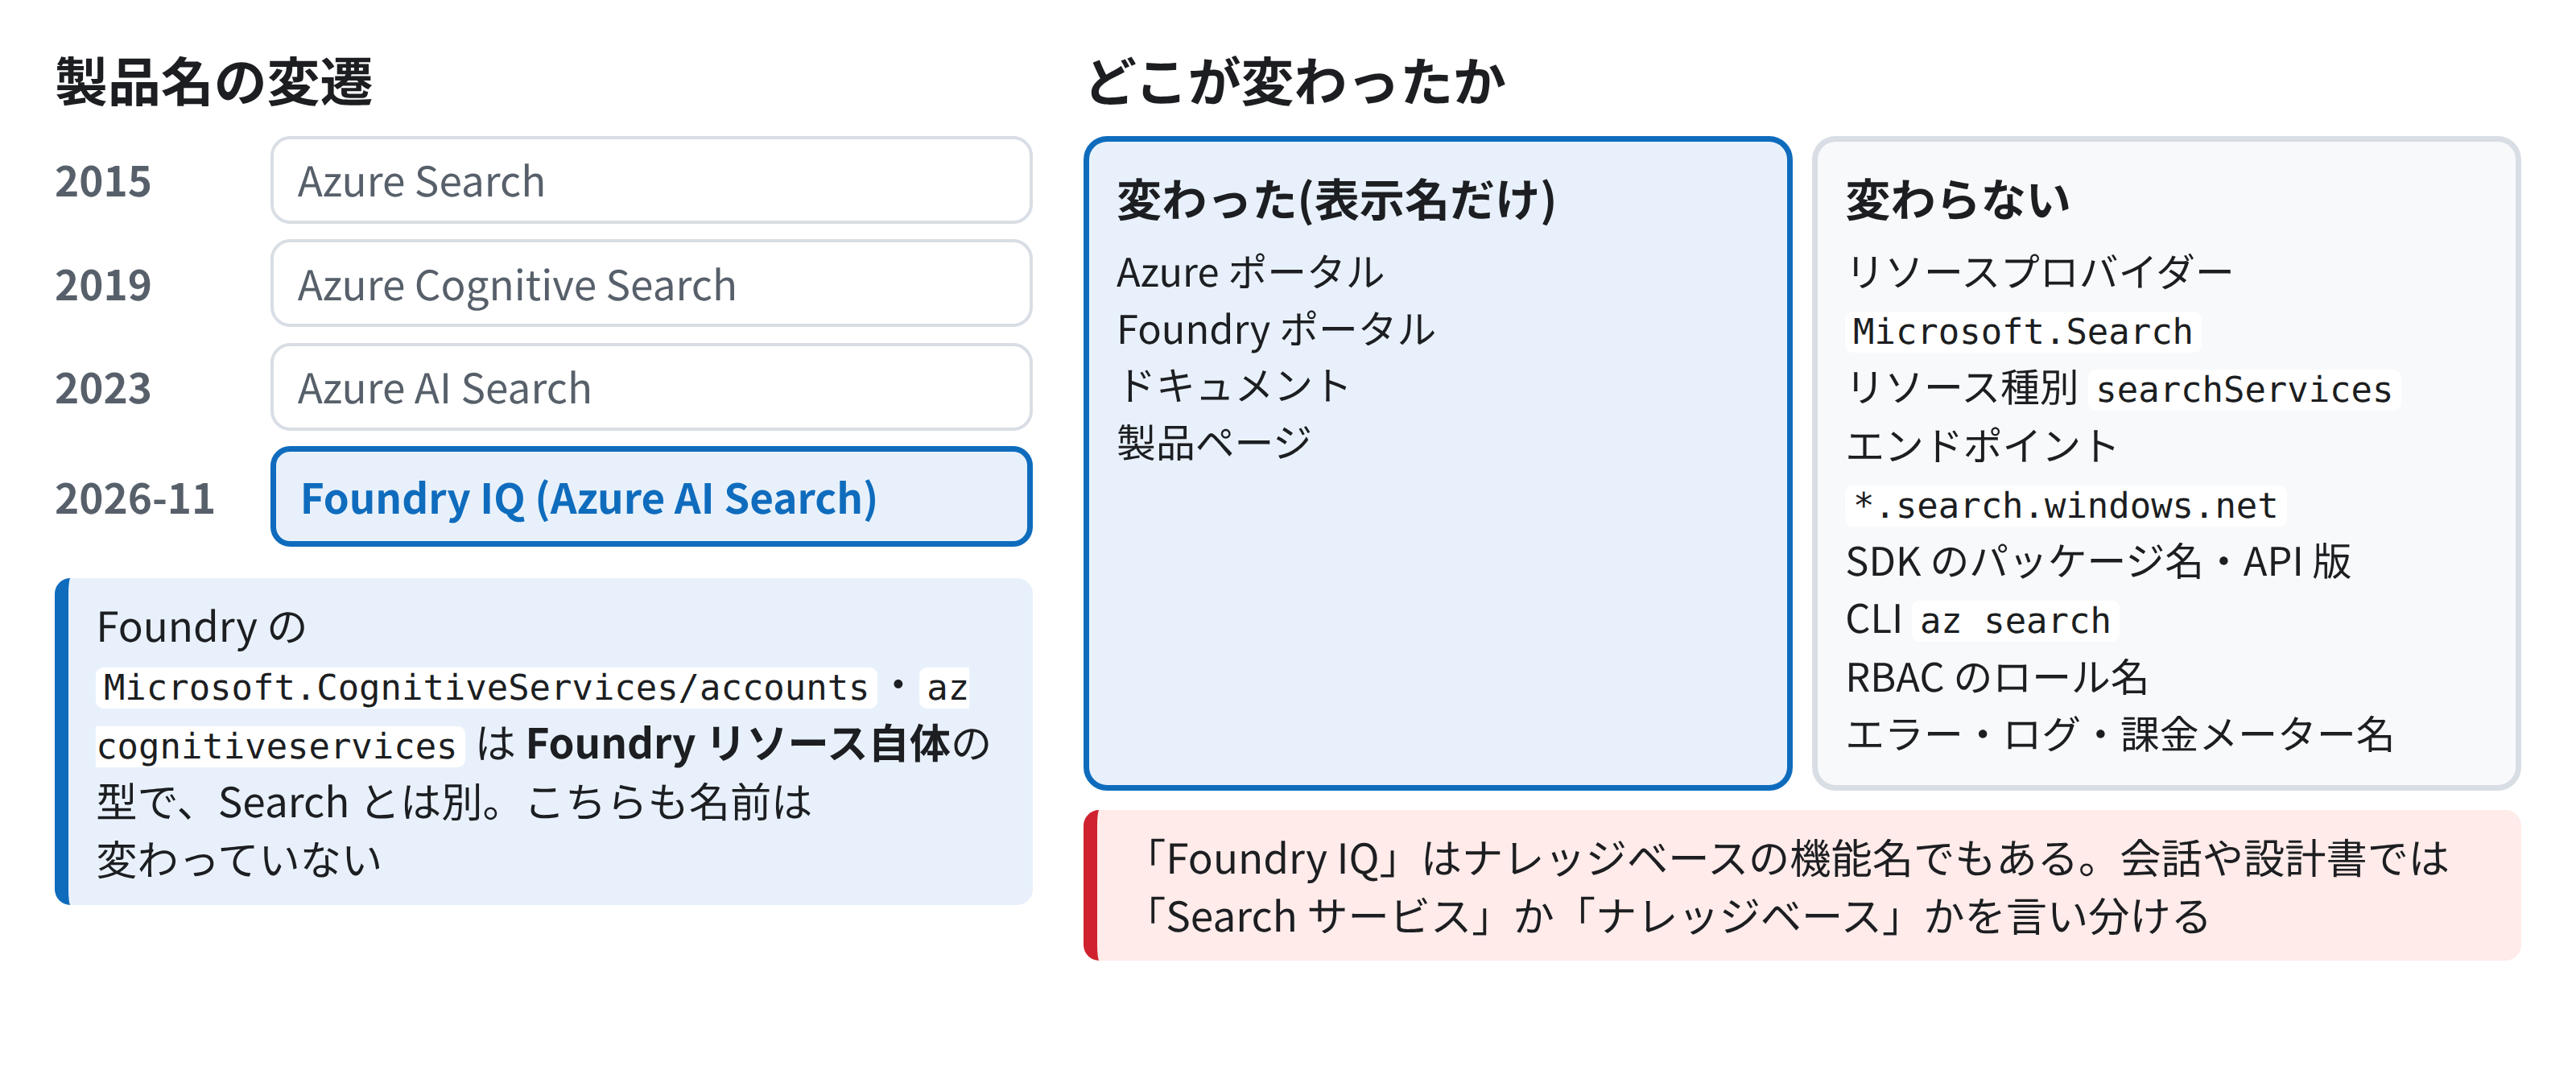 製品名の変遷
2015
Azure Search
2019
Azure Cognitive Search
2023
Azure AI Search
2026-11
Foundry IQ (Azure AI Search)
Foundry の
Microsoft.CognitiveServices/accounts・az
cognitiveservices は Foundry リソース自体の
型で、Search とは別。こちらも名前は
変わっていない
どこが変わったか
変わった(表示名だけ)
Azure ポータル
Foundry ポータル
ドキュメント
製品ページ
変わらない
リソースプロバイダー
Microsoft.Search
リソース種別 searchServices
エンドポイント
*.search.windows.net
SDK のパッケージ名・API 版
CLI az search
RBAC のロール名
エラー・ログ・課金メーター名
「Foundry IQ」はナレッジベースの機能名でもある。会話や設計書では
「Search サービス」か「ナレッジベース」かを言い分ける